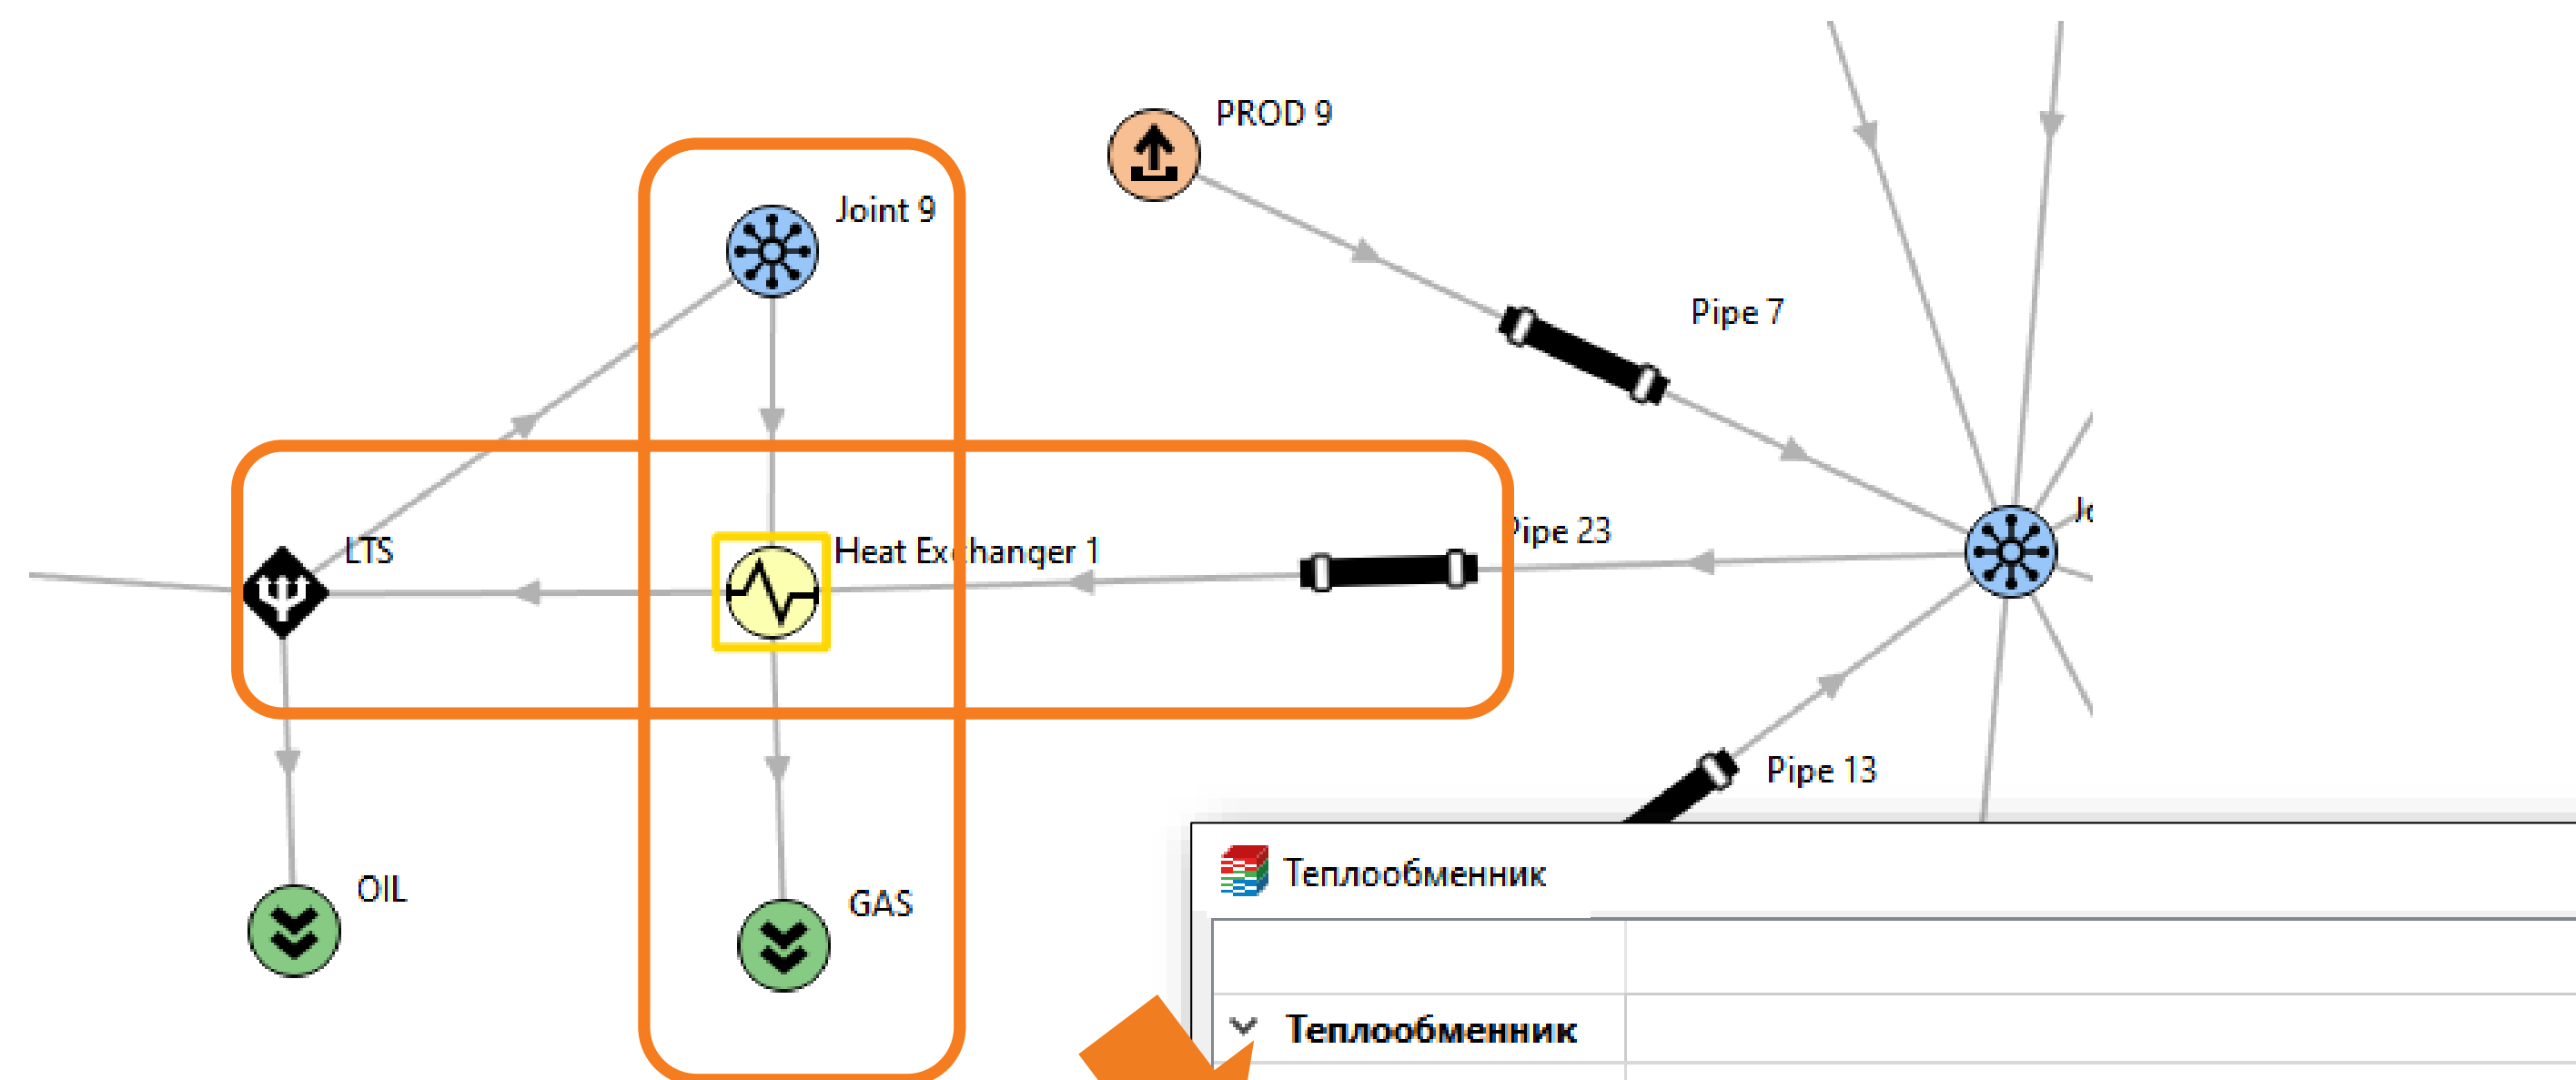 PROD 9
Joint 9
Pipe 7
LTS
Heat Exchanger 1
Pipe 23
Pipe 13
OIL
GAS
Теплообменник
Теплообменник